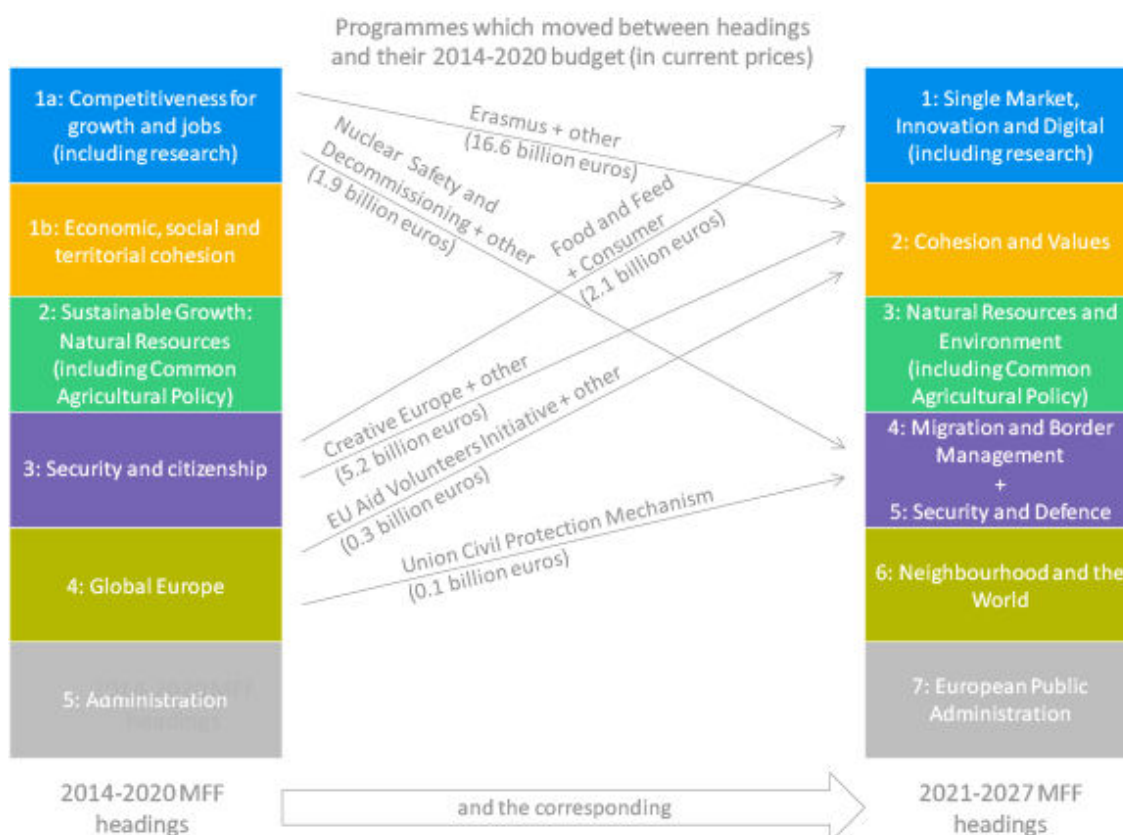 Programmes which moved between headings
and their 2014-2020 budget (in current prices)
1a: Competitiveness for
growth and jobs
(including research)
1b: Economic, social and
territorial cohesion
2: Sustainable Growth:
Natural Resources
(including Common
Agricultural Policy)
3: Security and citizenship
4: Global Europe
5: Administration
2014-2020 MFF
headings
Erasmus + other
(16.6 billion euros)
Nuclear Safety and
Decommissioning + other
(1.9 billion euros)
Food and Feed
+ Consumer
(2.1 billion euros)
Creative Europe + other
(5.2 billion euros)
EU Aid Volunteers Initiative + other
(0.3 billion euros)
Union Civil Protection Mechanism
(0.1 billion euros)
1: Single Market,
Innovation and Digital
(including research)
2: Cohesion and Values
3: Natural Resources and
Environment
(including Common
Agricultural Policy)
4: Migration and Border
Management
+
5: Security and Defence
6: Neighbourhood and the
World
7: European Public
Administration
2014-2020 MFF
headings
and the corresponding
2021-2027 MFF
headings